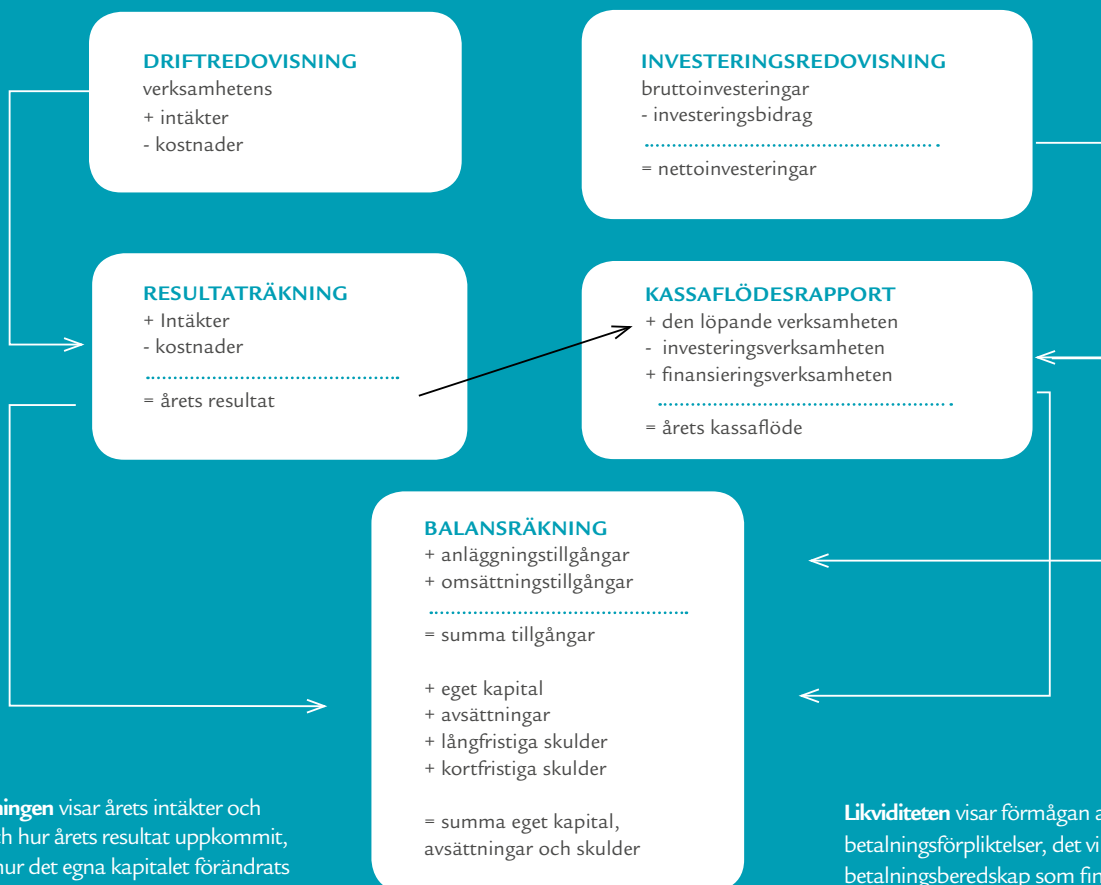 DRIFTREDOVISNING
verksamhetens
+ intäkter
- kostnader
INVESTERINGSREDOVISNING
bruttoinvesteringar
- investeringsbidrag
= nettoinvesteringar
RESULTATRÄKNING
+ Intäkter
- kostnader
= årets resultat
KASSAFLÖDESRAPPORT
+ den löpande verksamheten
- investeringsverksamheten
+ finansieringsverksamheten
= årets kassaflöde
BALANSRÄKNING
+ anläggningstillgångar
+ omsättningstillgångar
= summa tillgångar
+ eget kapital
+ avsättningar
+ långfristiga skulder
+ kortfristiga skulder
= summa eget kapital,
avsättningar och skulder
visar årets intäkter och
hur årets resultat uppkommit,
hur det egna kapitalet förändrats
Likviditeten visar förmågan
betalningsförpliktelser, det
betalningsberedskap som